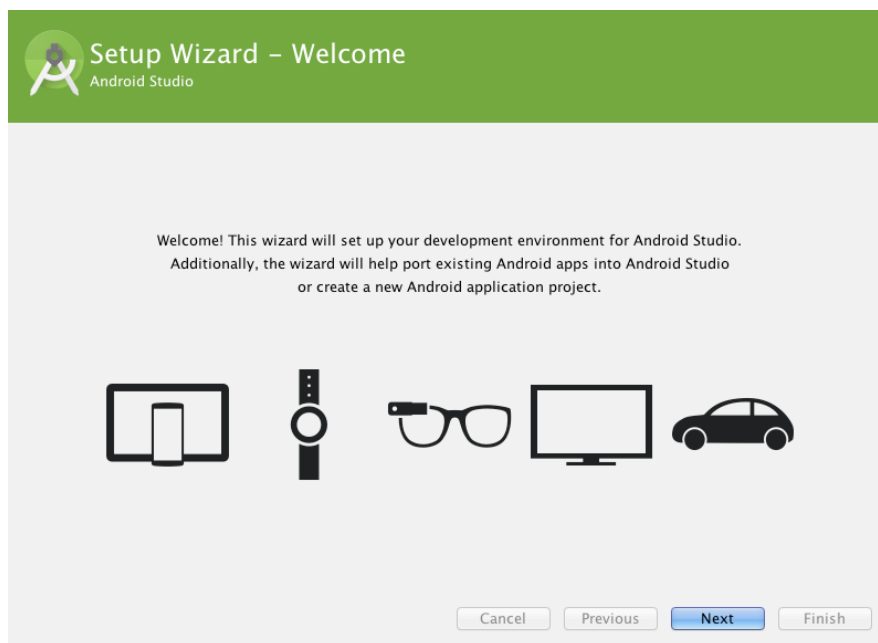 Setup Wizard – Welcome
Android Studio
Welcome! This wizard will set up your development environment for Android Studio.
Additionally, the wizard will help port existing Android apps into Android Studio
or create a new Android application project.
Cancel Previous Next Finish